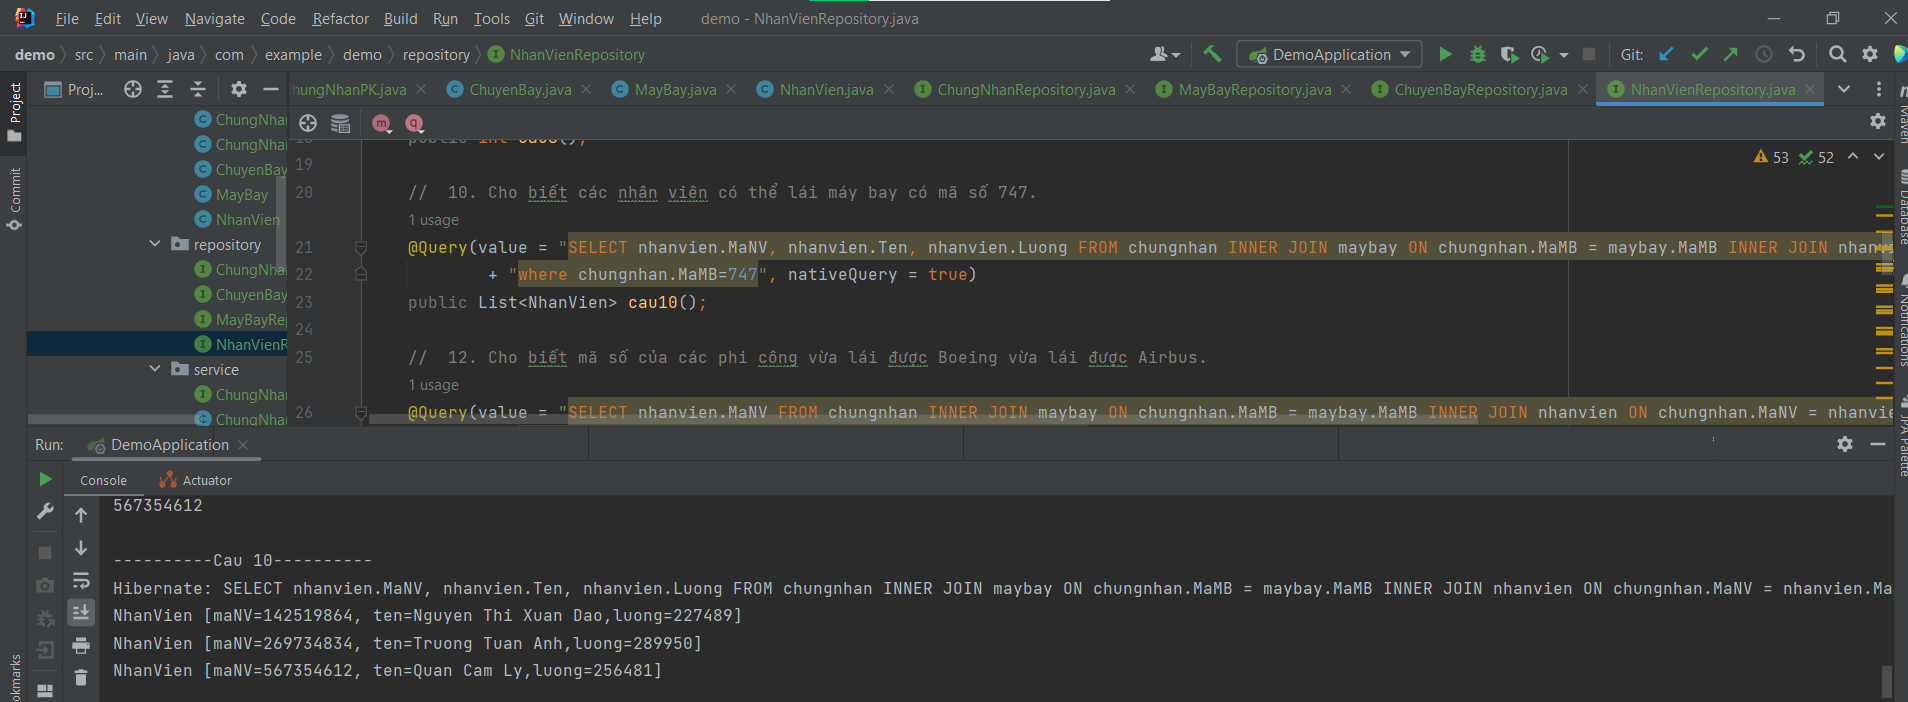 File Edit View Navigate Code Refactor Build Run Tools Git Window Help demo - NhanVienRepository.java
demo src main java com example demo repository NhanVienRepository
DemoApplication Git:
Project
Commit
Bookmarks
Proj...
ChungNhan
ChungNhan
ChuyenBay
MayBay
NhanVien
repository
ChungNhan
ChuyenBay
MayBayRe
NhanVienR
service
ChungNhan
ChungNhan
hungNhanPK.java ChuyenBay.java MayBay.java NhanVien.java ChungNhanRepository.java MayBayRepository.java ChuyenBayRepository.java NhanVienRepository.java
53 52
19
20 // 10. Cho biết các nhân viên có thể lái máy bay có mã số 747.
1 usage
21 @Query(value = "SELECT nhanvien.MaNV, nhanvien.Ten, nhanvien.Luong FROM chungnhan INNER JOIN maybay ON chungnhan.MaMB = maybay.MaMB INNER JOIN nhanv
22 + "where chungnhan.MaMB=747", nativeQuery = true)
23 public List<NhanVien> cau10();
24
25 // 12. Cho biết mã số của các phi công vừa lái được Boeing vừa lái được Airbus.
1 usage
26 @Query(value = "SELECT nhanvien.MaNV FROM chungnhan INNER JOIN maybay ON chungnhan.MaMB = maybay.MaMB INNER JOIN nhanvien ON chungnhan.MaNV = nhanvie
Maven
Database
Notifications
JPA Palette
Run: DemoApplication
Console Actuator
567354612
----------Cau 10----------
Hibernate: SELECT nhanvien.MaNV, nhanvien.Ten, nhanvien.Luong FROM chungnhan INNER JOIN maybay ON chungnhan.MaMB = maybay.MaMB INNER JOIN nhanvien ON chungnhan.MaNV = nhanvien.Ma
NhanVien [maNV=142519864, ten=Nguyen Thi Xuan Dao,luong=227489]
NhanVien [maNV=269734834, ten=Truong Tuan Anh,luong=289950]
NhanVien [maNV=567354612, ten=Quan Cam Ly,luong=256481]